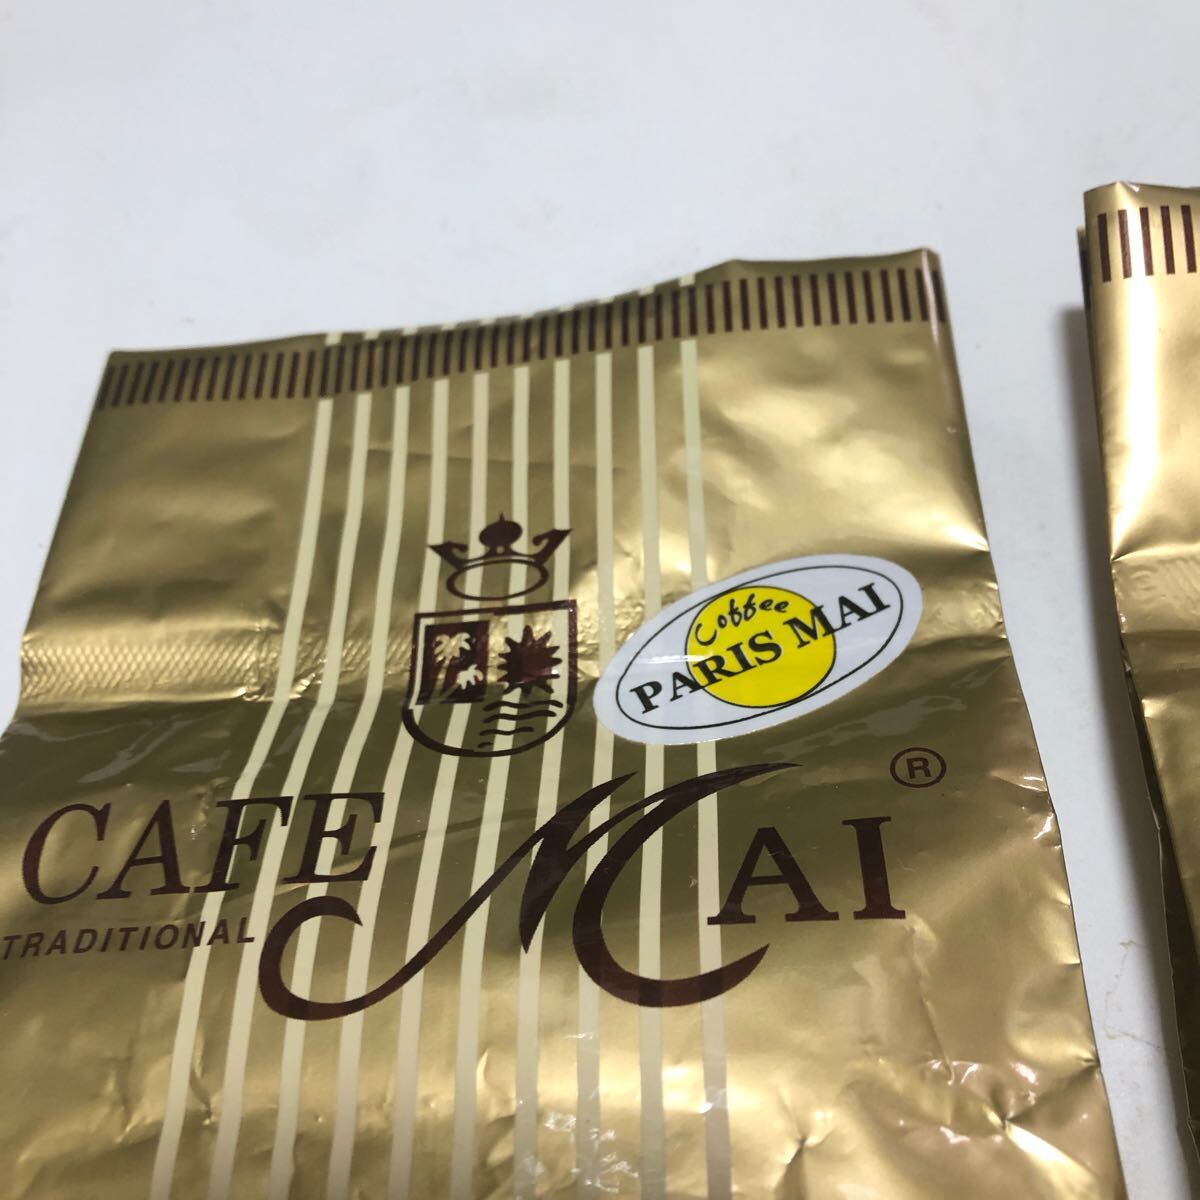 Coffee
PARIS MAI
CAFE MAI ®
TRADITIONAL